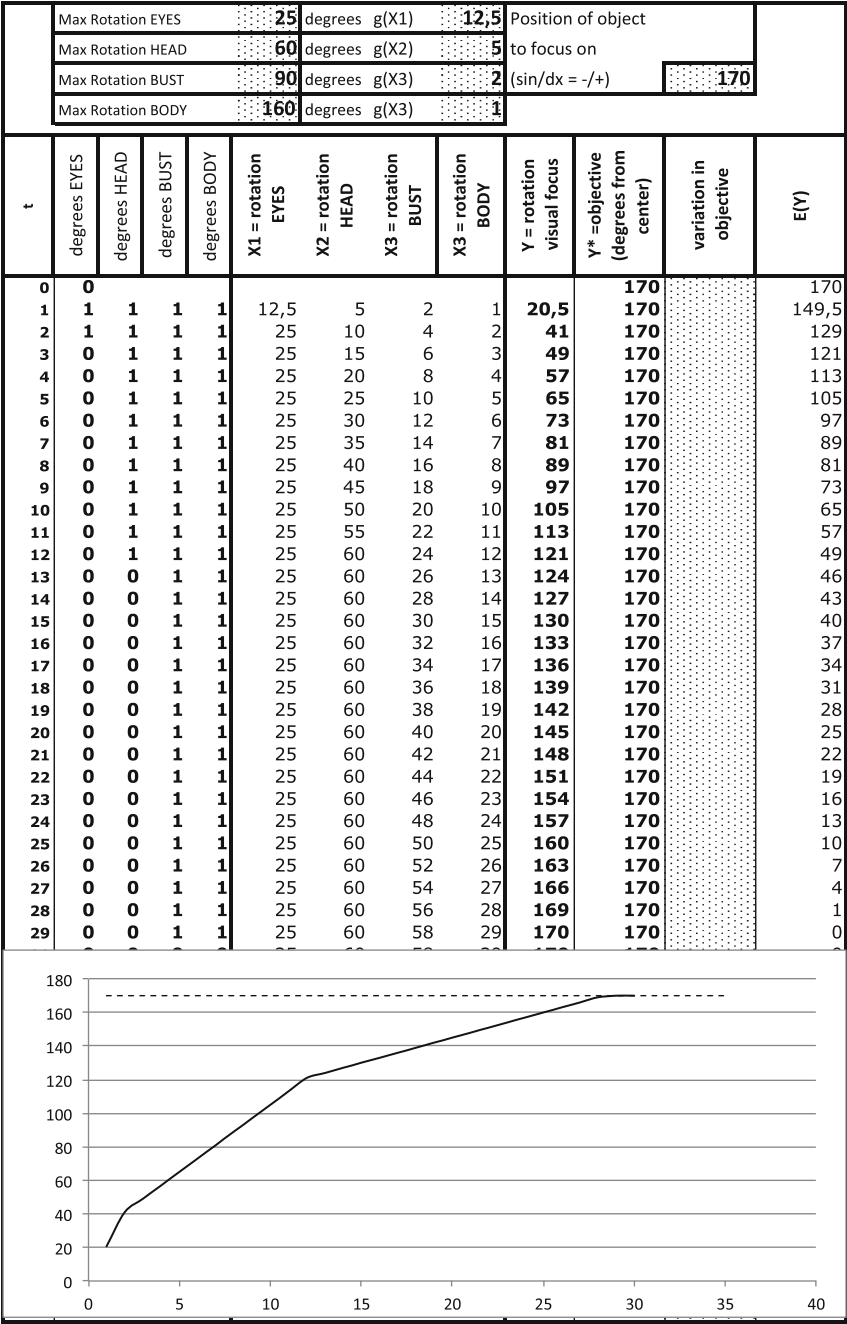 Max Rotation EYES 25 degrees g(X1) 12,5 Position of object
Max Rotation HEAD 60 degrees g(X2) 5 to focus on
Max Rotation BUST 90 degrees g(X3) 2 (sin/dx = -/+) 170
Max Rotation BODY 160 degrees g(X3) 1
t
degrees EYES
degrees HEAD
degrees BUST
degrees BODY
X1 = rotation
EYES
X2 = rotation
HEAD
X3 = rotation
BUST
X3 = rotation
BODY
Y = rotation
visual focus
Y* =objective
(degrees from
center)
variation in
objective
E(Y)
0 0 170 170
1 1 1 1 1 12,5 5 2 1 20,5 170 149,5
2 1 1 1 1 25 10 4 2 41 170 129
3 0 1 1 1 25 15 6 3 49 170 121
4 0 1 1 1 25 20 8 4 57 170 113
5 0 1 1 1 25 25 10 5 65 170 105
6 0 1 1 1 25 30 12 6 73 170 97
7 0 1 1 1 25 35 14 7 81 170 89
8 0 1 1 1 25 40 16 8 89 170 81
9 0 1 1 1 25 45 18 9 97 170 73
10 0 1 1 1 25 50 20 10 105 170 65
11 0 1 1 1 25 55 22 11 113 170 57
12 0 1 1 1 25 60 24 12 121 170 49
13 0 0 1 1 25 60 26 13 124 170 46
14 0 0 1 1 25 60 28 14 127 170 43
15 0 0 1 1 25 60 30 15 130 170 40
16 0 0 1 1 25 60 32 16 133 170 37
17 0 0 1 1 25 60 34 17 136 170 34
18 0 0 1 1 25 60 36 18 139 170 31
19 0 0 1 1 25 60 38 19 142 170 28
20 0 0 1 1 25 60 40 20 145 170 25
21 0 0 1 1 25 60 42 21 148 170 22
22 0 0 1 1 25 60 44 22 151 170 19
23 0 0 1 1 25 60 46 23 154 170 16
24 0 0 1 1 25 60 48 24 157 170 13
25 0 0 1 1 25 60 50 25 160 170 10
26 0 0 1 1 25 60 52 26 163 170 7
27 0 0 1 1 25 60 54 27 166 170 4
28 0 0 1 1 25 60 56 28 169 170 1
29 0 0 1 1 25 60 58 29 170 170 0
180
160
140
120
100
80
60
40
20
0
0 5 10 15 20 25 30 35 40